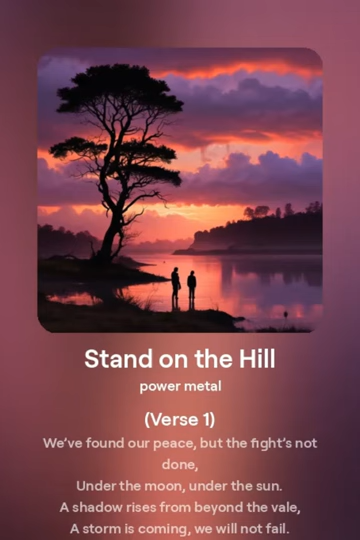 Stand on the Hill
power metal
(Verse 1)
We've found our peace, but the fight's not
done,
Under the moon, under the sun.
A shadow rises from beyond the vale,
A storm is coming, we will not fail.